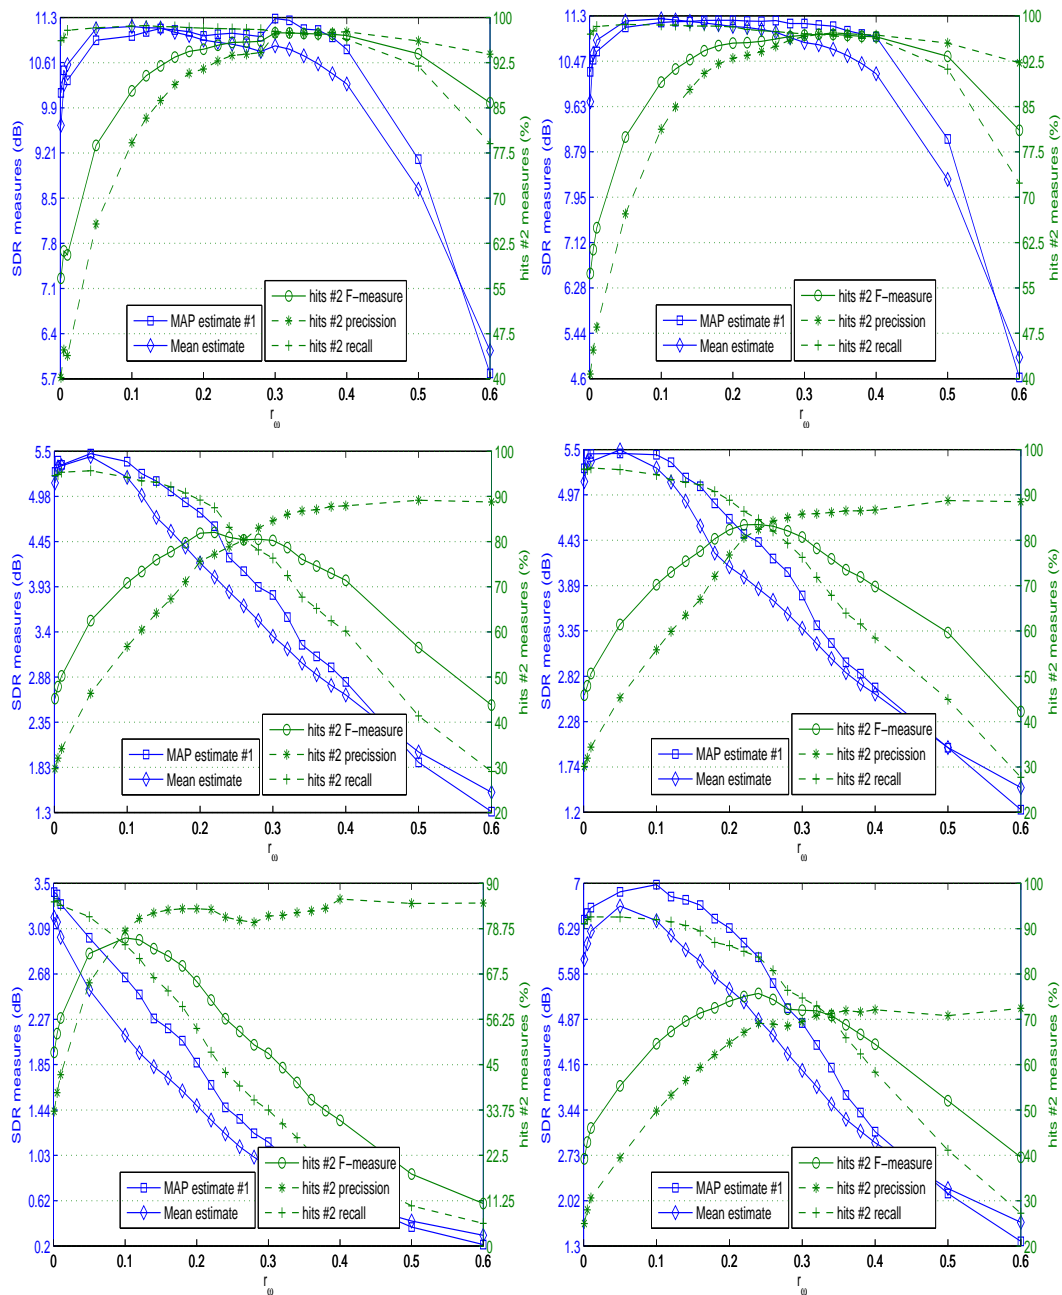 11.3
10.61
9.9
9.21
8.5
7.8
7.1
6.4
5.7
SDR measures (dB)
100
92.5
85
77.5
70
62.5
55
47.5
40
hits #2 measures (%)
0 0.1 0.2 0.3 0.4 0.5 0.6
r_ω
MAP estimate #1
Mean estimate
hits #2 F-measure
hits #2 precission
hits #2 recall
11.3
10.47
9.63
8.79
7.95
7.12
6.28
5.44
4.6
SDR measures (dB)
100
92.5
85
77.5
70
62.5
55
47.5
40
hits #2 measures (%)
0 0.1 0.2 0.3 0.4 0.5 0.6
r_ω
MAP estimate #1
Mean estimate
hits #2 F-measure
hits #2 precission
hits #2 recall
5.5
4.98
4.45
3.93
3.4
2.88
2.35
1.83
1.3
SDR measures (dB)
100
90
80
70
60
50
40
30
20
hits #2 measures (%)
0 0.1 0.2 0.3 0.4 0.5 0.6
r_ω
MAP estimate #1
Mean estimate
hits #2 F-measure
hits #2 precission
hits #2 recall
5.5
4.97
4.43
3.89
3.35
2.82
2.28
1.74
1.2
SDR measures (dB)
100
90
80
70
60
50
40
30
20
hits #2 measures (%)
0 0.1 0.2 0.3 0.4 0.5 0.6
r_ω
MAP estimate #1
Mean estimate
hits #2 F-measure
hits #2 precission
hits #2 recall
3.5
3.09
2.68
2.27
1.85
1.44
1.03
0.62
0.2
SDR measures (dB)
90
78.75
67.5
56.25
45
33.75
22.5
11.25
0
hits #2 measures (%)
0 0.1 0.2 0.3 0.4 0.5 0.6
r_ω
MAP estimate #1
Mean estimate
hits #2 F-measure
hits #2 precission
hits #2 recall
7
6.29
5.58
4.87
4.16
3.44
2.73
2.02
1.3
SDR measures (dB)
100
90
80
70
60
50
40
30
20
hits #2 measures (%)
0 0.1 0.2 0.3 0.4 0.5 0.6
r_ω
MAP estimate #1
Mean estimate
hits #2 F-measure
hits #2 precission
hits #2 recall